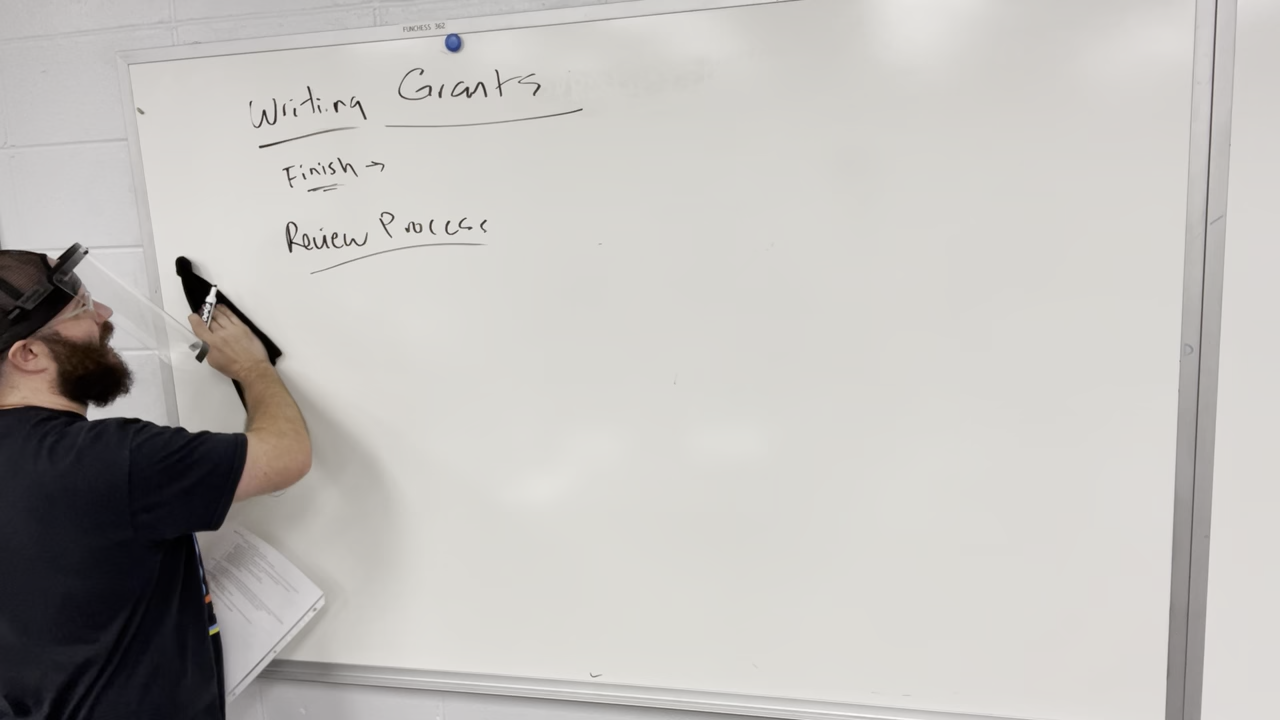 FUNCHESS 362
Writing Grants
Finish →
Review Process